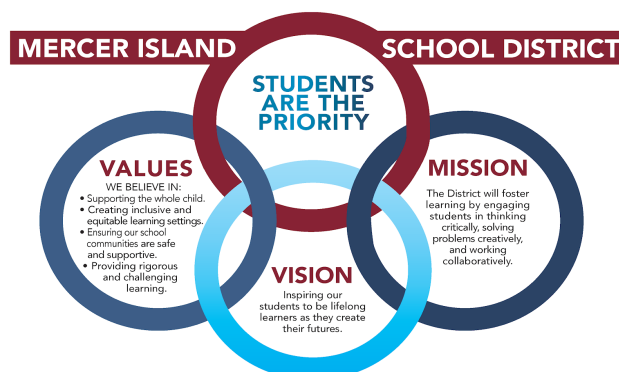 MERCER ISLAND SCHOOL DISTRICT
STUDENTS
ARE THE
PRIORITY
VALUES
WE BELIEVE IN:
• Supporting the whole child.
• Creating inclusive and
equitable learning settings.
• Ensuring our school
communities are safe
and supportive.
• Providing rigorous
and challenging
learning.
VISION
Inspiring our
students to be lifelong
learners as they create
their futures.
MISSION
The District will foster
learning by engaging
students in thinking
critically, solving
problems creatively,
and working
collaboratively.